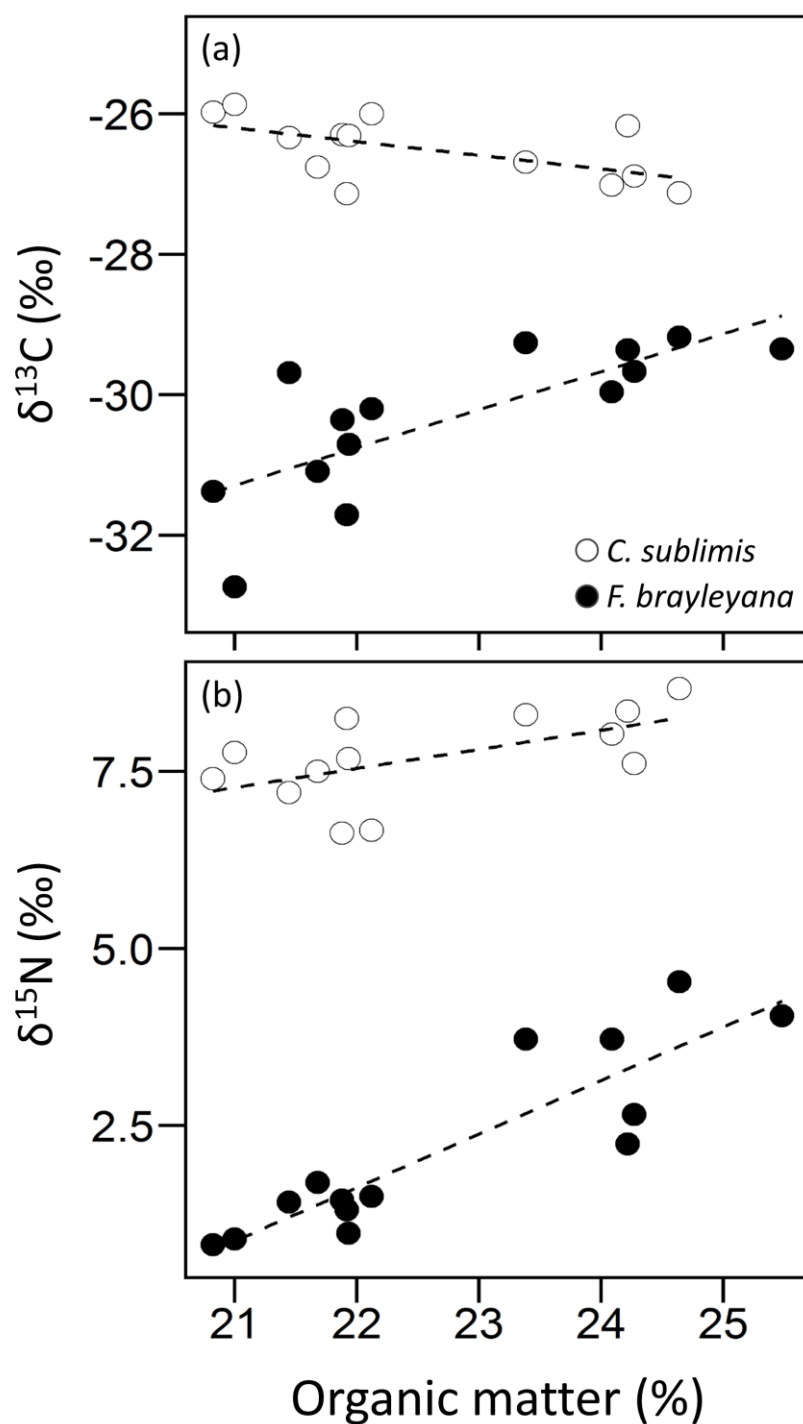 (a)
-26
-28
-30
-32
δ¹³C (‰)
C. sublimis
F. brayleyana
(b)
7.5
5.0
2.5
δ¹⁵N (‰)
21 22 23 24 25
Organic matter (%)